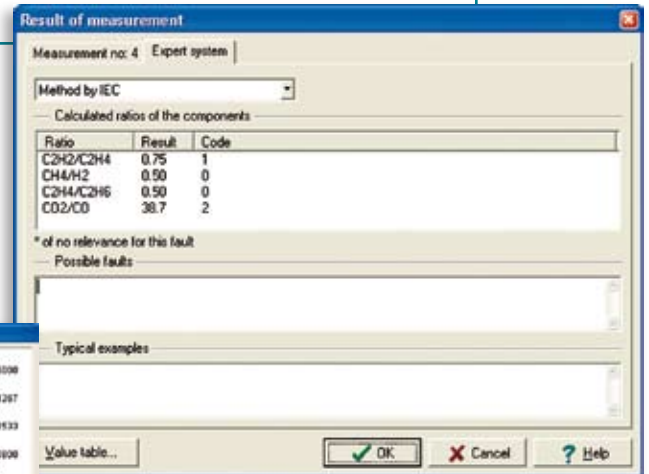 Result of measurement
Measurement no: 4 Expert system
Method by IEC
Calculated ratios of the components
Ratio Result Code
C2H2/C2H4 0.75 1
CH4/H2 0.50 0
C2H4/C2H6 0.50 0
CO2/CO 38.7 2
* of no relevance for this fault
Possible faults
Typical examples
Value table... OK Cancel ? Help